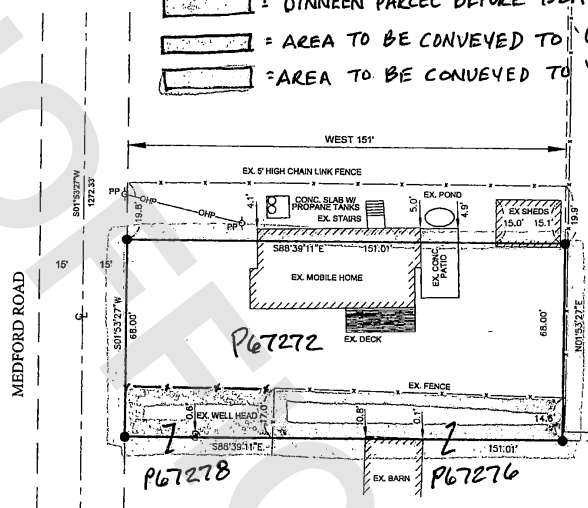 = DINNEEN PARCEL BEFORE
= AREA TO BE CONVEYED TO
= AREA TO BE CONVEYED TO
WEST 151'
EX. 5' HIGH CHAIN LINK FENCE
S01°53'27"W
1272.33'
PP
OHP
19.8'
OHP
PP
4.1'
CONC. SLAB W/
PROPANE TANKS
EX. STAIRS
5.0'
EX. POND
4.9'
EX SHEDS
15.0' 15.1'
19.9'
S88°39'11"E 151.01'
15' 15'
EX. MOBILE HOME
EX. CONC.
PATIO
MEDFORD ROAD
S01°53'27"W
68.00'
68.00'
N01°53'27"E
P67272
EX. DECK
EX. FENCE
0.6'
EX. WELL HEAD
17.0'
10.8'
0.1'
14.6'
S88°39'11"E
151.01'
P67278
EX. BARN
P67276